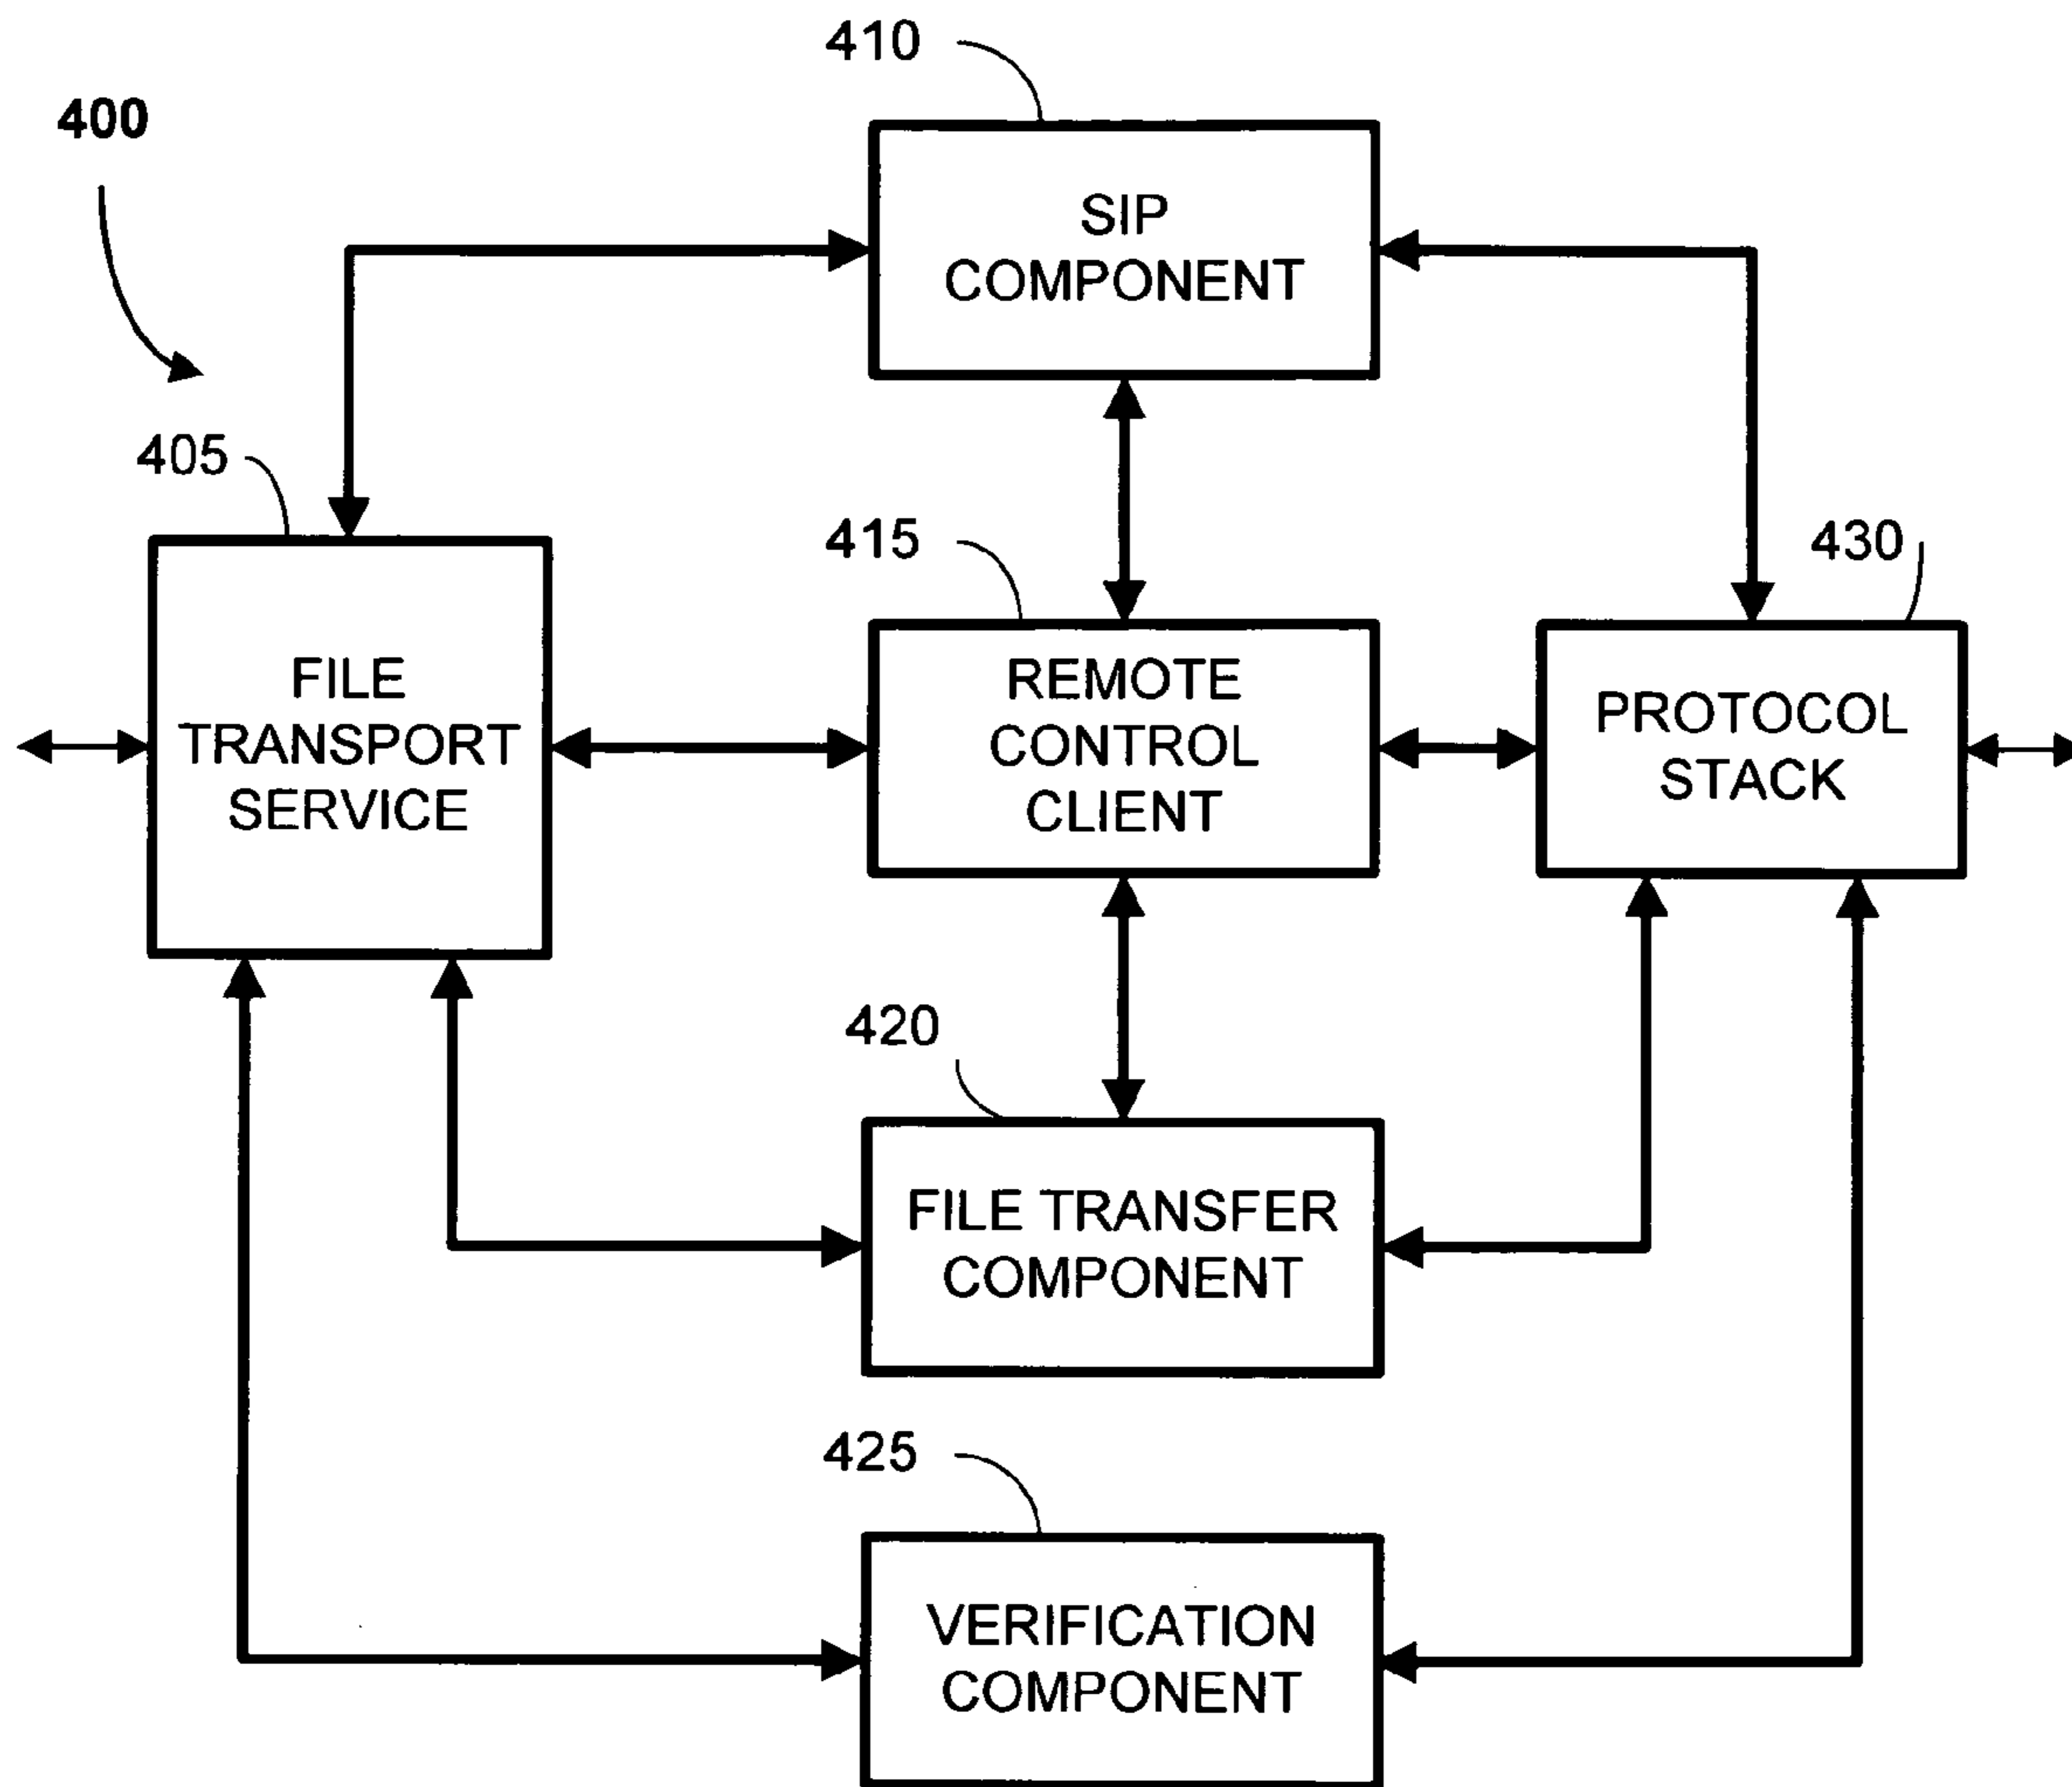 410
400
SIP
COMPONENT
405
415
430
FILE
TRANSPORT
SERVICE
REMOTE
CONTROL
CLIENT
PROTOCOL
STACK
420
FILE TRANSFER
COMPONENT
425
VERIFICATION
COMPONENT